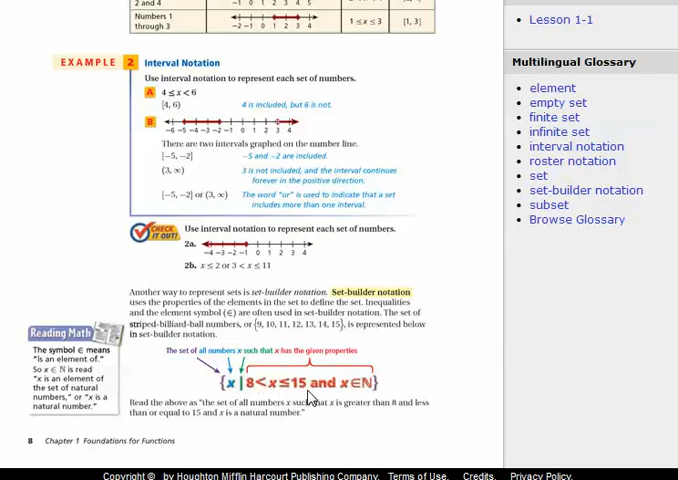 2 and 4
-1 0 1 2 3 4 5
Numbers 1
through 3
-2 -1 0 1 2 3 4
1 ≤ x ≤ 3
[1, 3]
EXAMPLE 2 Interval Notation
Use interval notation to represent each set of numbers.
A 4 ≤ x < 6
[4, 6) 4 is included, but 6 is not.
B
-6 -5 -4 -3 -2 -1 0 1 2 3 4
There are two intervals graphed on the number line.
[-5, -2] -5 and -2 are included.
(3, ∞) 3 is not included, and the interval continues
forever in the positive direction.
[-5, -2] or (3, ∞) The word "or" is used to indicate that a set
includes more than one interval.
CHECK IT OUT! Use interval notation to represent each set of numbers.
2a.
-4 -3 -2 -1 0 1 2 3 4
2b. x ≤ 2 or 3 < x ≤ 11
Another way to represent sets is set-builder notation. Set-builder notation
uses the properties of the elements in the set to define the set. Inequalities
and the element symbol (∈) are often used in set-builder notation. The set of
striped-billiard-ball numbers, or {9, 10, 11, 12, 13, 14, 15}, is represented below
in set-builder notation.
Reading Math
The symbol ∈ means
"is an element of."
So x ∈ N is read
"x is an element of
the set of natural
numbers," or "x is a
natural number."
The set of all numbers x such that x has the given properties
{x | 8 < x ≤ 15 and x ∈ ℕ}
Read the above as "the set of all numbers x such that x is greater than 8 and less
than or equal to 15 and x is a natural number."
8 Chapter 1 Foundations for Functions
Lesson 1-1
Multilingual Glossary
element
empty set
finite set
infinite set
interval notation
roster notation
set
set-builder notation
subset
Browse Glossary
Copyright © by Houghton Mifflin Harcourt Publishing Company. Terms of Use. Credits. Privacy Policy.